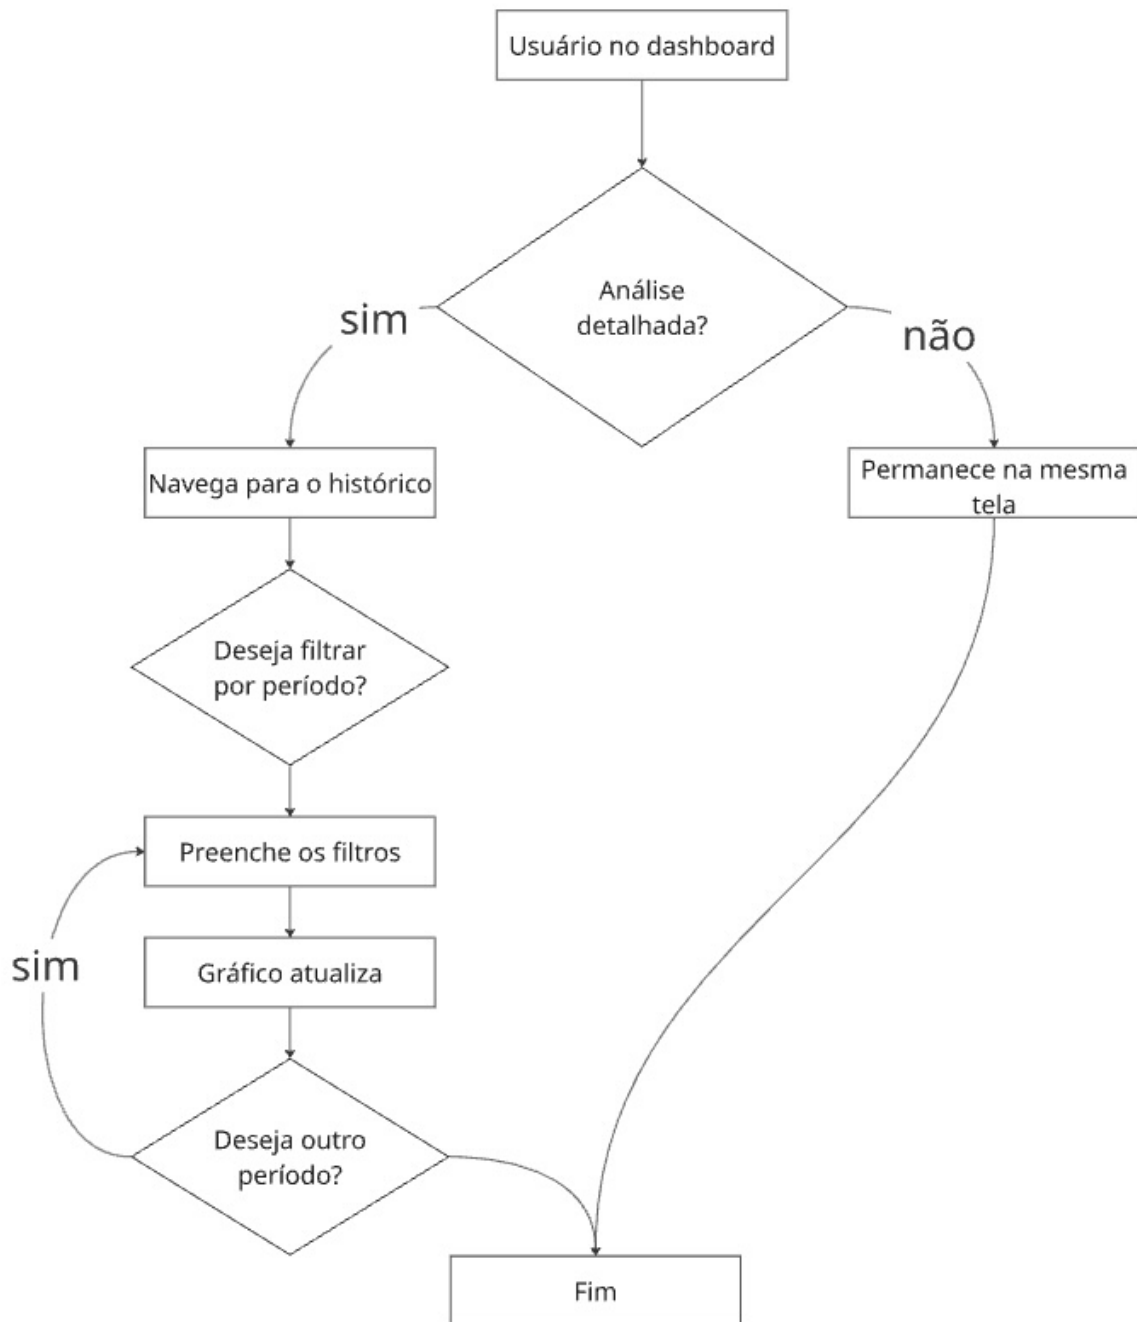 Usuário no dashboard
Análise
detalhada?
sim
não
Navega para o histórico
Permanece na mesma
tela
Deseja filtrar
por período?
Preenche os filtros
sim
Gráfico atualiza
Deseja outro
período?
Fim